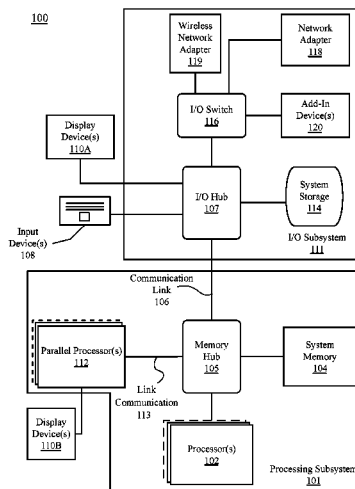 100
Wireless
Network
Adapter
119
Network
Adapter
118
I/O Switch
116
Add-In
Device(s)
120
Display
Device(s)
110A
I/O Hub
107
System
Storage
114
Input
Device(s)
108
I/O Subsystem
111
Communication
Link
106
Parallel Processor(s)
112
Memory
Hub
105
System
Memory
104
Link
Communication
113
Display
Device(s)
110B
Processor(s)
102
Processing Subsystem
101